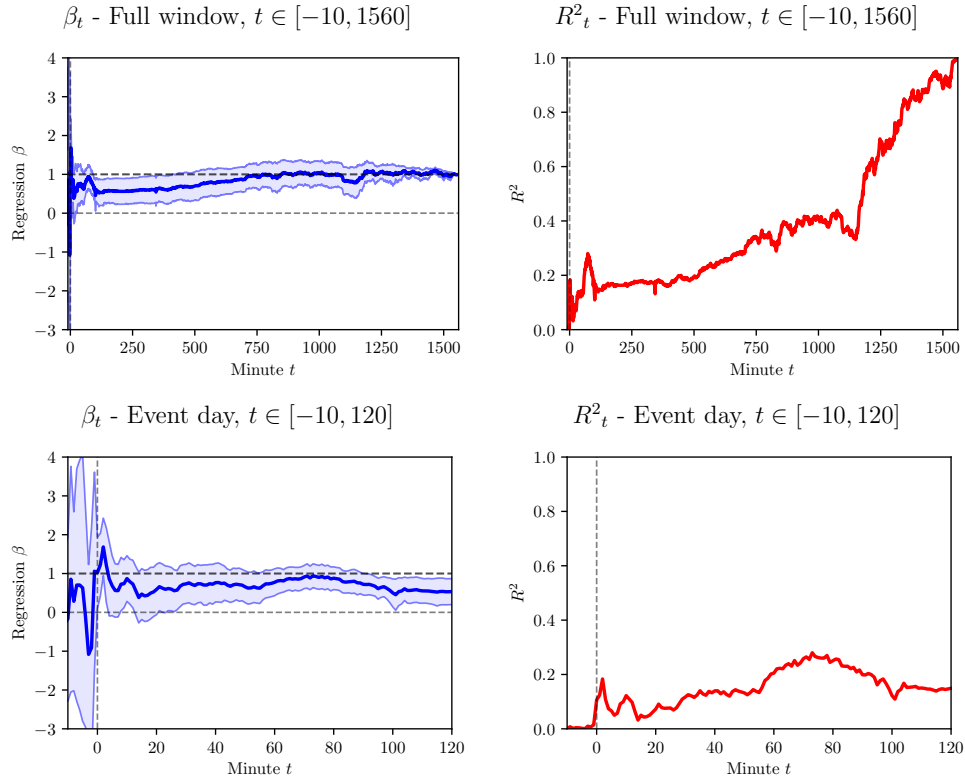 β_t - Full window, t ∈ [−10, 1560]
4
3
2
1
0
−1
−2
−3
Regression β
0 250 500 750 1000 1250 1500
Minute t
R²_t - Full window, t ∈ [−10, 1560]
1.0
0.8
0.6
0.4
0.2
0.0
R²
0 250 500 750 1000 1250 1500
Minute t
β_t - Event day, t ∈ [−10, 120]
4
3
2
1
0
−1
−2
−3
Regression β
0 20 40 60 80 100 120
Minute t
R²_t - Event day, t ∈ [−10, 120]
1.0
0.8
0.6
0.4
0.2
0.0
R²
0 20 40 60 80 100 120
Minute t